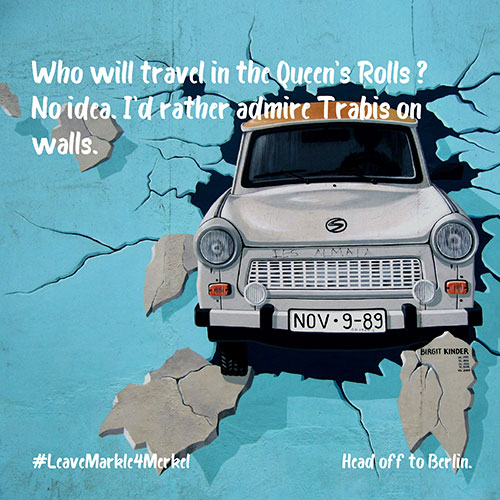 Who will travel in the Queen's Rolls ?
No idea. I'd rather admire Trabis on
walls.
NOV•9-89
BIRGIT KINDER
#LeaveMarkle4Merkel
Head off to Berlin.